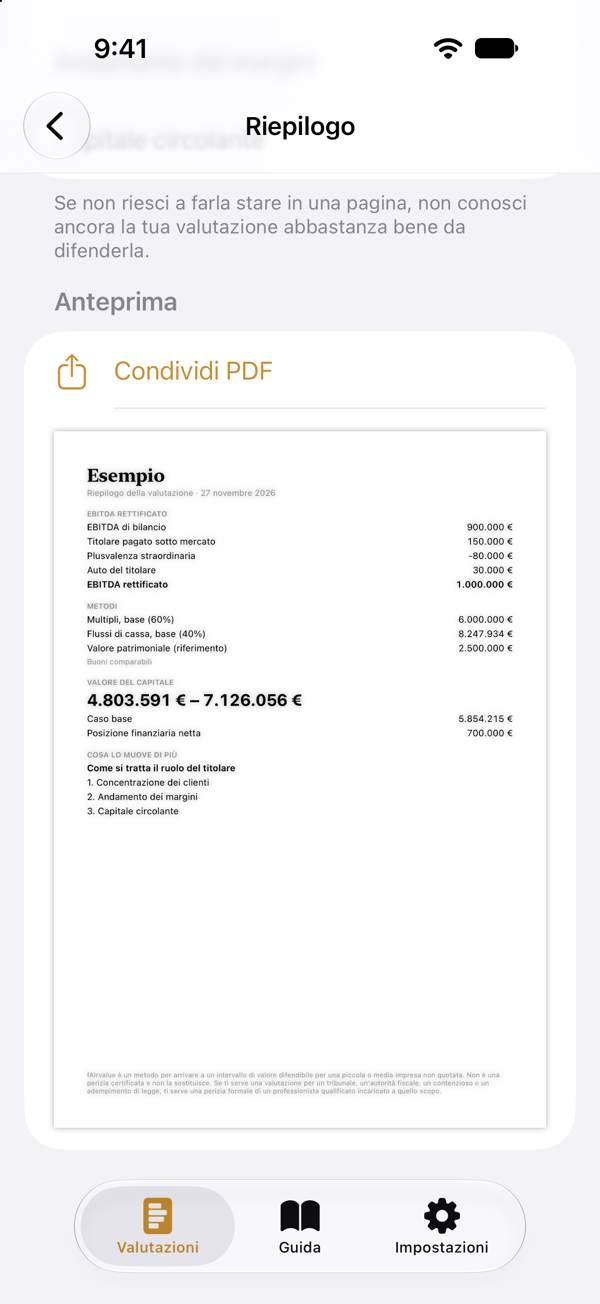 9:41
Riepilogo
Se non riesci a farla stare in una pagina, non conosci
ancora la tua valutazione abbastanza bene da
difenderla.
Anteprima
Condividi PDF
Esempio
Riepilogo della valutazione · 27 novembre 2026
EBITDA RETTIFICATO
EBITDA di bilancio 900.000 €
Titolare pagato sotto mercato 150.000 €
Plusvalenza straordinaria -80.000 €
Auto del titolare 30.000 €
EBITDA rettificato 1.000.000 €
METODI
Multipli, base (60%) 6.000.000 €
Flussi di cassa, base (40%) 8.247.934 €
Valore patrimoniale (riferimento) 2.500.000 €
Buoni comparabili
VALORE DEL CAPITALE
4.803.591 € – 7.126.056 €
Caso base 5.854.215 €
Posizione finanziaria netta 700.000 €
COSA LO MUOVE DI PIÙ
Come si tratta il ruolo del titolare
1. Concentrazione dei clienti
2. Andamento dei margini
3. Capitale circolante
fAIrvalue è un metodo per arrivare a un intervallo di valore difendibile per una piccola o media impresa non quotata. Non è una
perizia certificata e non la sostituisce. Se ti serve una valutazione per un tribunale, un'autorità fiscale, un contenzioso o un
adempimento di legge, ti serve una perizia formale di un professionista qualificato incaricato a quello scopo.
Valutazioni
Guida
Impostazioni